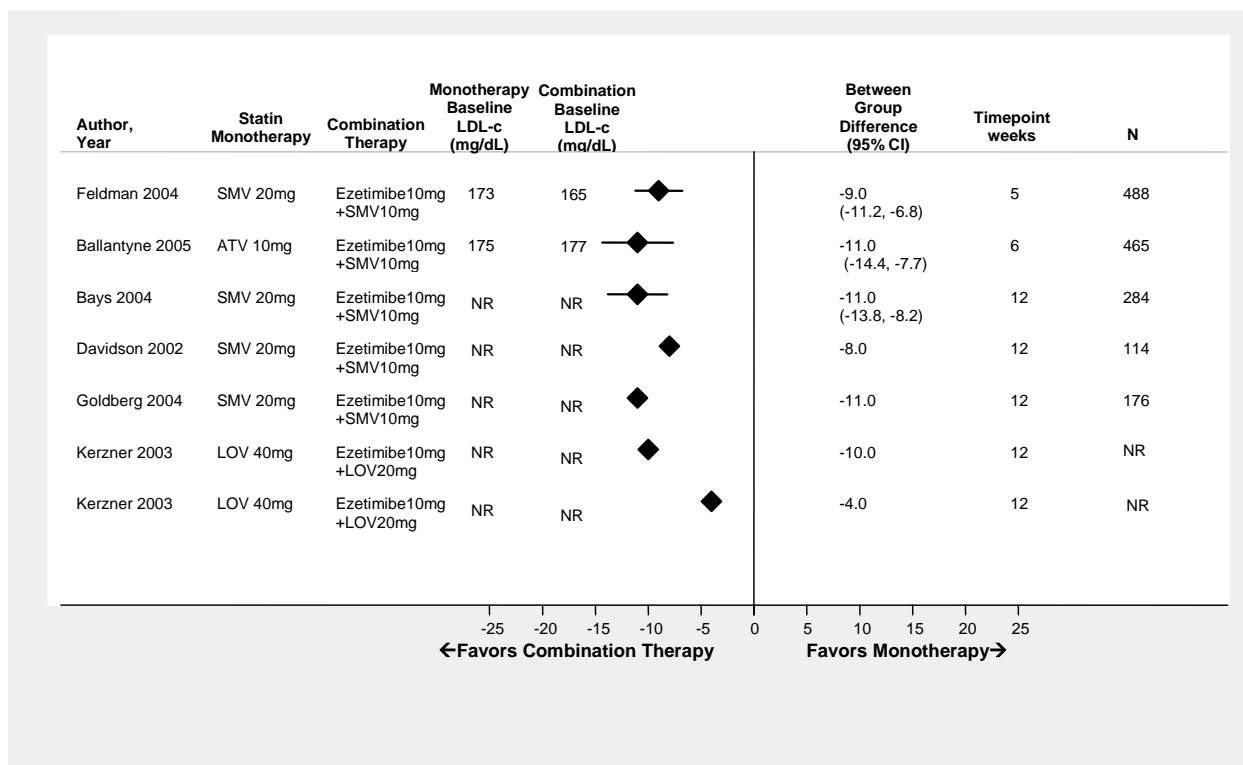 Author, Year Statin Monotherapy Combination Therapy Monotherapy Baseline LDL-c (mg/dL) Combination Baseline LDL-c (mg/dL) Between Group Difference (95% CI) Timepoint weeks N
Feldman 2004 SMV 20mg Ezetimibe10mg 173 165 -9.0 5 488
+SMV10mg (-11.2, -6.8)
Ballantyne 2005 ATV 10mg Ezetimibe10mg 175 177 -11.0 6 465
+SMV10mg (-14.4, -7.7)
Bays 2004 SMV 20mg Ezetimibe10mg NR NR -11.0 12 284
+SMV10mg (-13.8, -8.2)
Davidson 2002 SMV 20mg Ezetimibe10mg NR NR -8.0 12 114
+SMV10mg
Goldberg 2004 SMV 20mg Ezetimibe10mg NR NR -11.0 12 176
+SMV10mg
Kerzner 2003 LOV 40mg Ezetimibe10mg NR NR -10.0 12 NR
+LOV20mg
Kerzner 2003 LOV 40mg Ezetimibe10mg NR NR -4.0 12 NR
+LOV20mg
-25 -20 -15 -10 -5 0 5 10 15 20 25
←Favors Combination Therapy Favors Monotherapy→